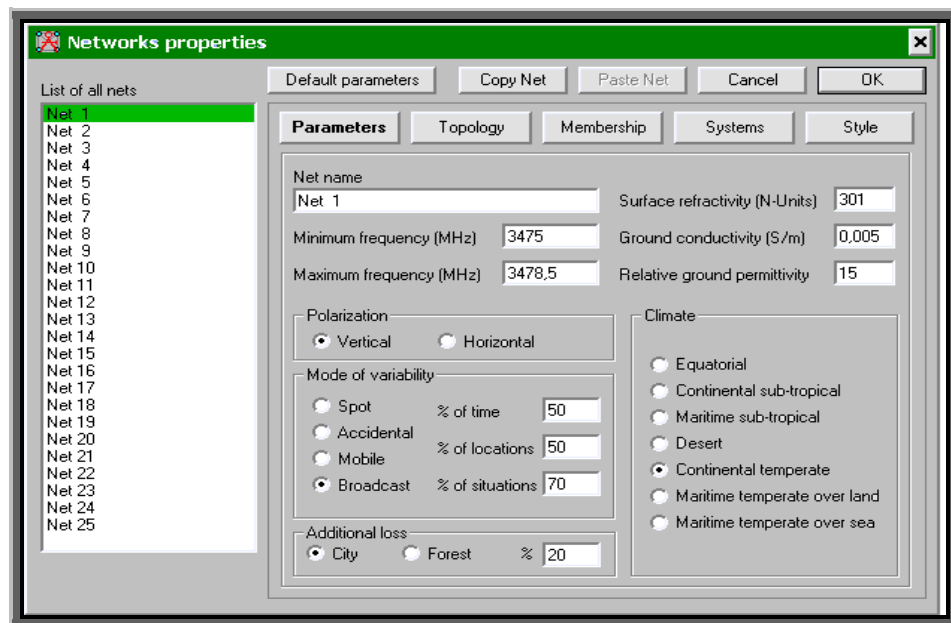 Networks properties
List of all nets
Default parameters Copy Net Paste Net Cancel OK
Net 1
Net 2
Net 3
Net 4
Net 5
Net 6
Net 7
Net 8
Net 9
Net 10
Net 11
Net 12
Net 13
Net 14
Net 15
Net 16
Net 17
Net 18
Net 19
Net 20
Net 21
Net 22
Net 23
Net 24
Net 25
Parameters Topology Membership Systems Style
Net name
Net 1
Surface refractivity (N-Units) 301
Minimum frequency (MHz) 3475
Ground conductivity (S/m) 0,005
Maximum frequency (MHz) 3478,5
Relative ground permittivity 15
Polarization
Vertical Horizontal
Mode of variability
Spot % of time 50
Accidental
% of locations 50
Mobile
Broadcast % of situations 70
Additional loss
City Forest % 20
Climate
Equatorial
Continental sub-tropical
Maritime sub-tropical
Desert
Continental temperate
Maritime temperate over land
Maritime temperate over sea